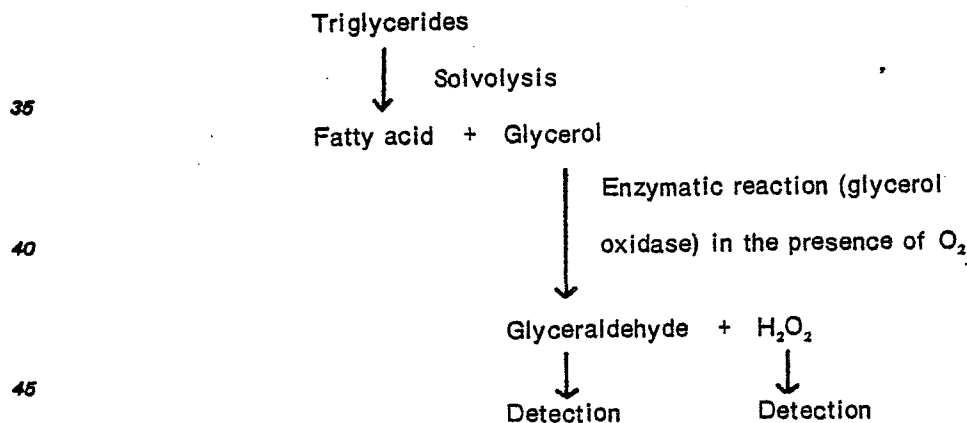 Triglycerides
Solvolysis
35
Fatty acid + Glycerol
Enzymatic reaction (glycerol
40
oxidase) in the presence of O₂
Glyceraldehyde + H₂O₂
45
Detection Detection